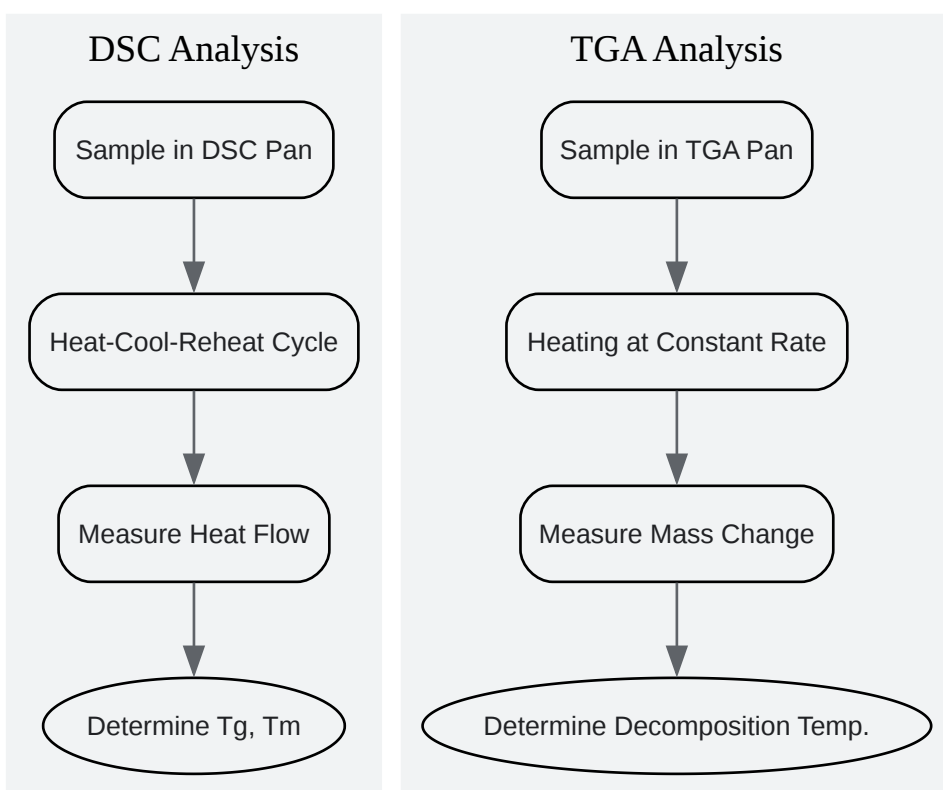 DSC Analysis
Sample in DSC Pan
Heat-Cool-Reheat Cycle
Measure Heat Flow
Determine Tg, Tm
TGA Analysis
Sample in TGA Pan
Heating at Constant Rate
Measure Mass Change
Determine Decomposition Temp.